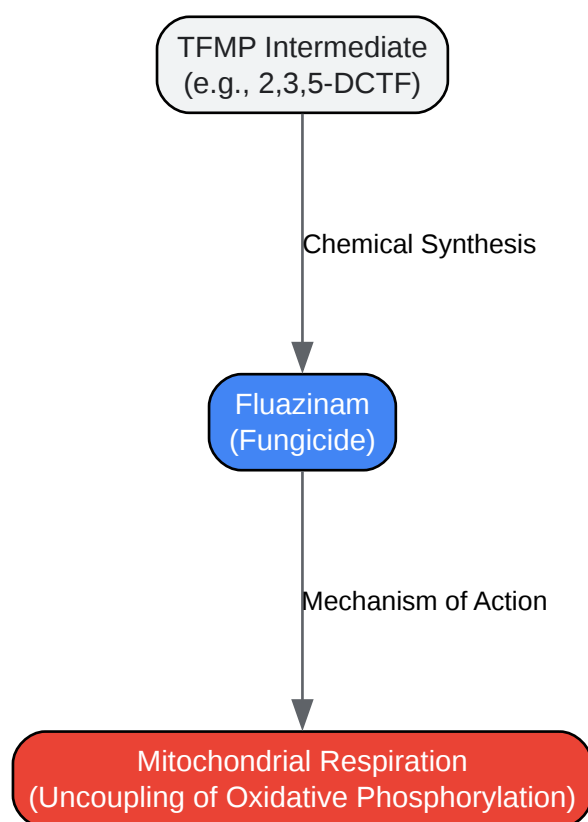 TFMP Intermediate
(e.g., 2,3,5-DCTF)
Chemical Synthesis
Fluazinam
(Fungicide)
Mechanism of Action
Mitochondrial Respiration
(Uncoupling of Oxidative Phosphorylation)